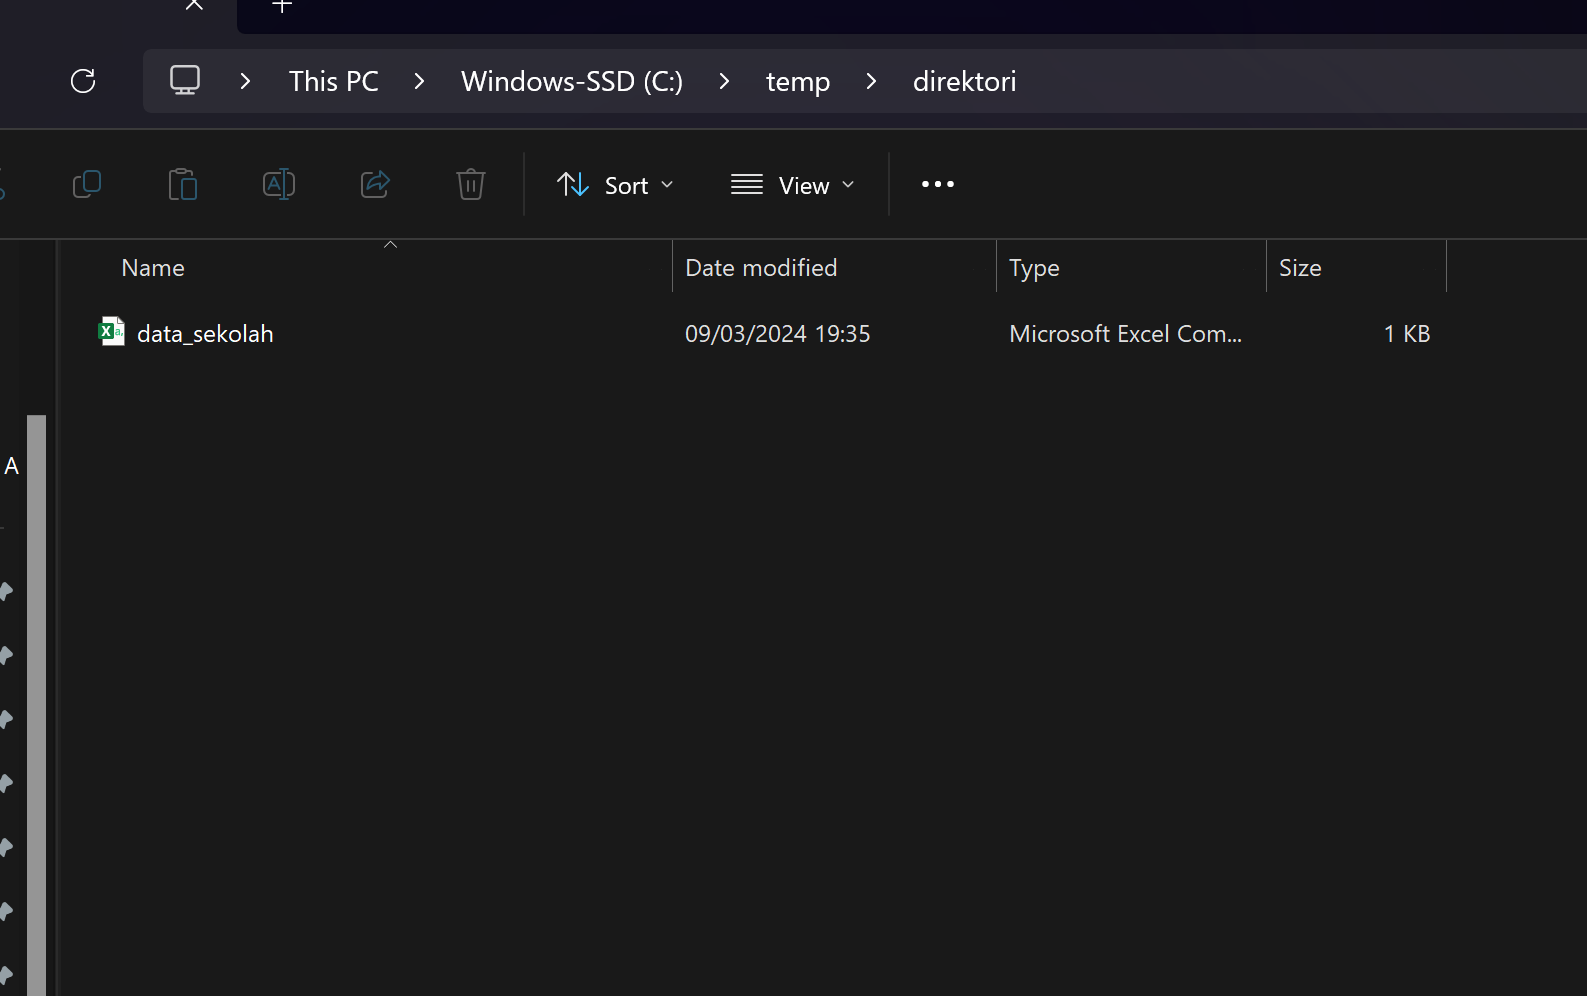 This PC > Windows-SSD (C:) > temp > direktori
Sort View
Name Date modified Type Size
data_sekolah 09/03/2024 19:35 Microsoft Excel Com... 1 KB
A